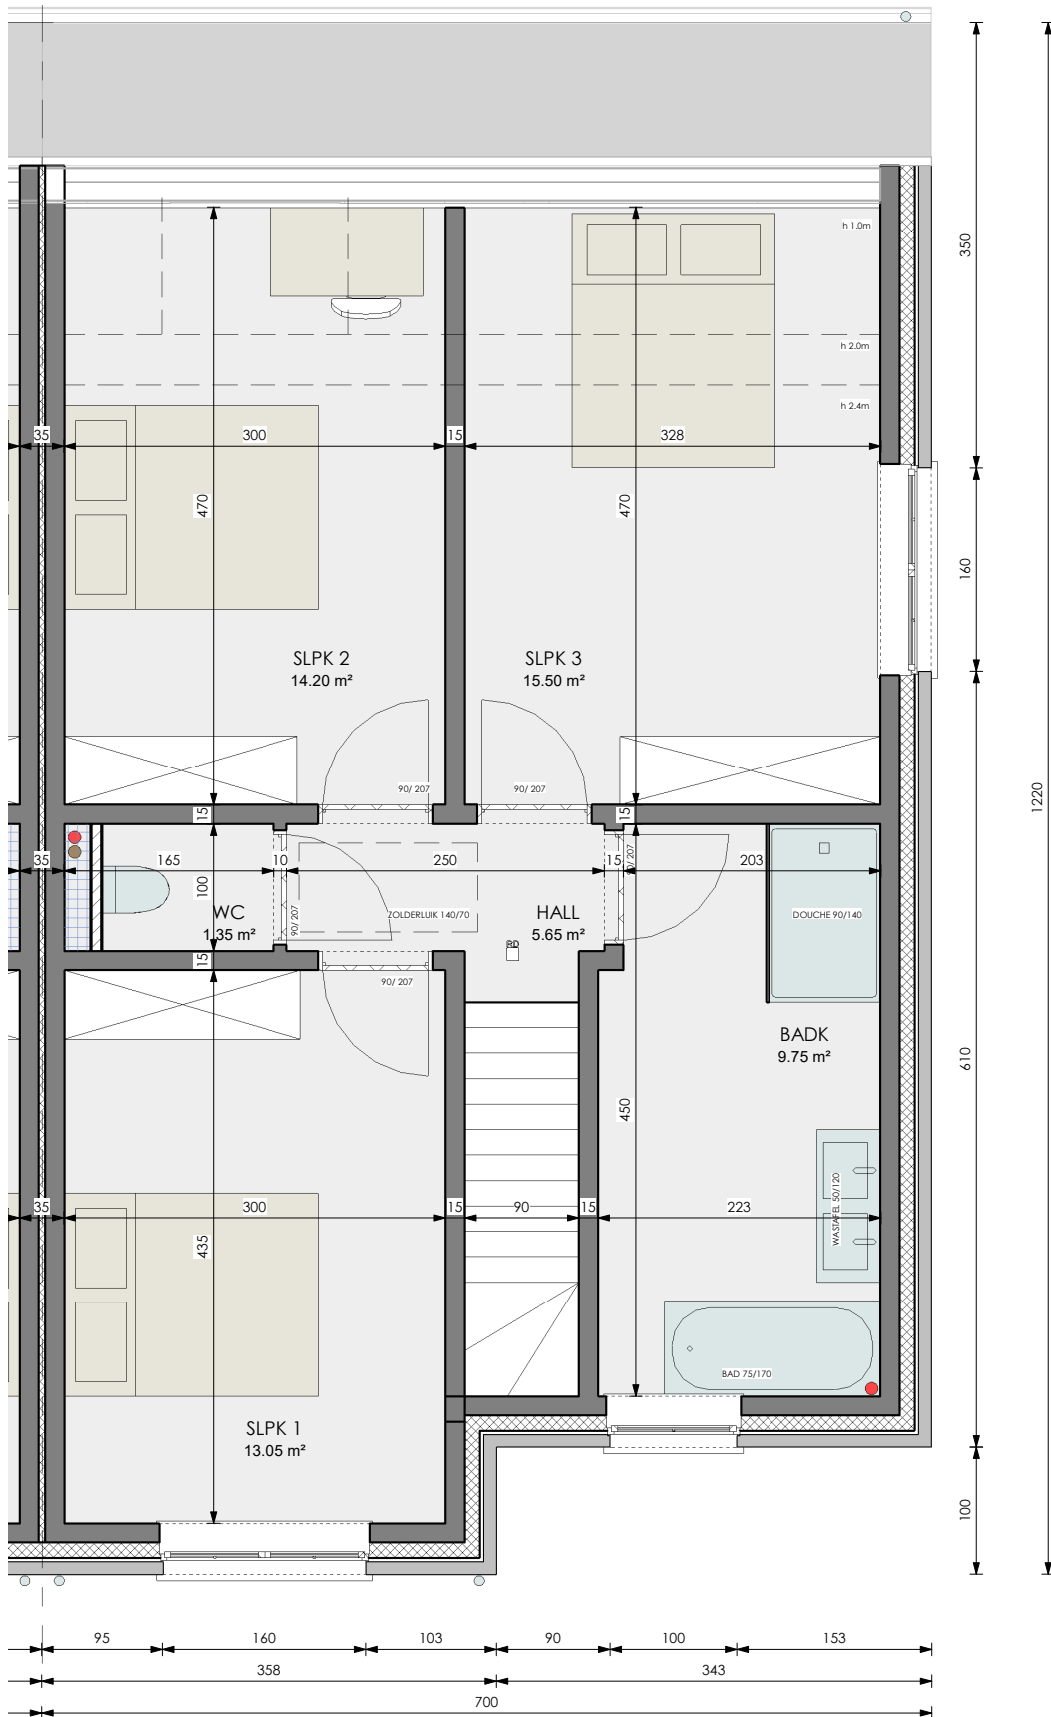 h 1.0m
350
h 2.0m
h 2.4m
35
300
15
328
470
470
160
SLPK 2
14.20 m²
SLPK 3
15.50 m²
90/ 207
90/ 207
1220
15
15
35
165
10
250
15
203
100
90/ 207
90/ 207
WC
1.35 m²
ZOLDERLUIK 140/70
HALL
5.65 m²
DOUCHE 90/140
RD
15
90/ 207
BADK
9.75 m²
610
450
35
300
15
90
15
223
435
WASTAFEL 50/120
BAD 75/170
SLPK 1
13.05 m²
100
95
160
103
90
100
153
358
343
700